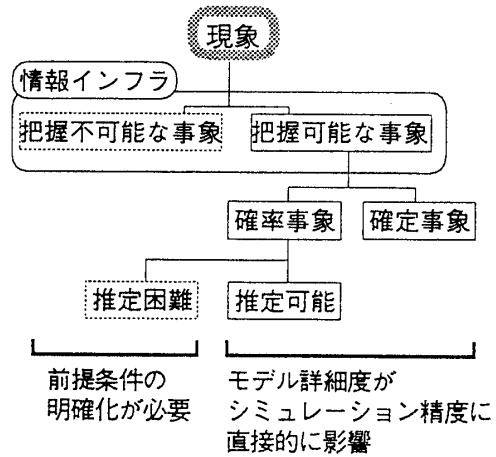 現象
情報インフラ
把握不可能な事象
把握可能な事象
確率事象
確定事象
推定困難
推定可能
前提条件の
明確化が必要
モデル詳細度が
シミュレーション精度に
直接的に影響